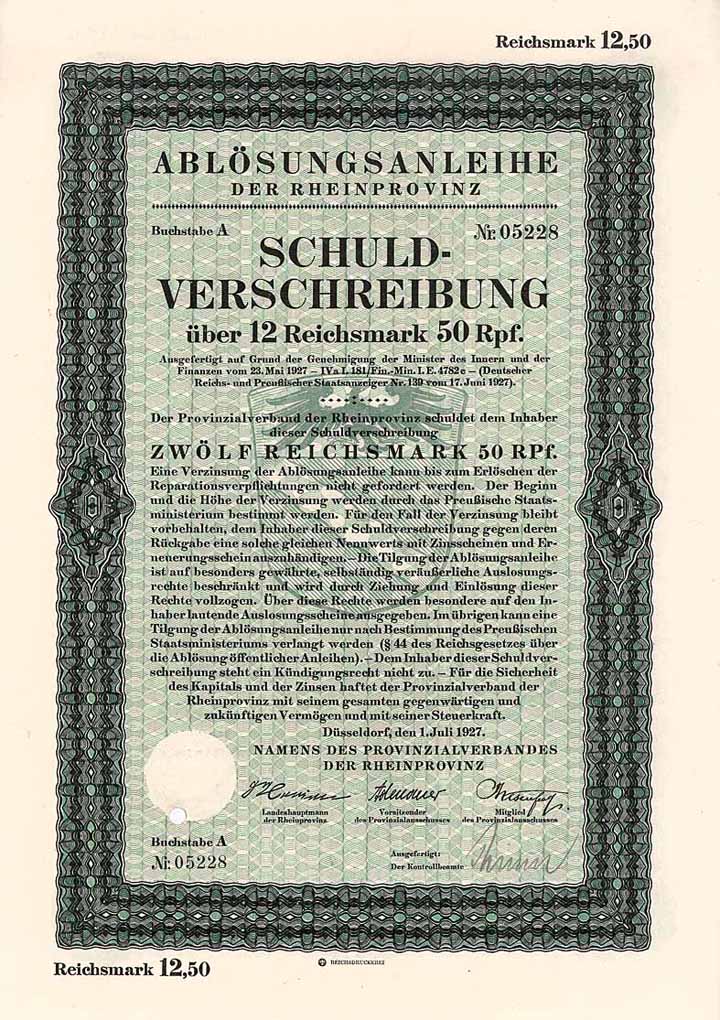 Reichsmark 12,50
ABLÖSUNGSANLEIHE
DER RHEINPROVINZ
Buchstabe A Nr. 05228
SCHULD-
VERSCHREIBUNG
über 12 Reichsmark 50 Rpf.
Ausgefertigt auf Grund der Genehmigung der Minister des Innern und der
Finanzen vom 23. Mai 1927 – IVa I. 181/Fin.-Min. I. E. 4782c – (Deutscher
Reichs- und Preußischer Staatsanzeiger Nr. 139 vom 17. Juni 1927).
Der Provinzialverband der Rheinprovinz schuldet dem Inhaber
dieser Schuldverschreibung
ZWÖLF REICHSMARK 50 RPf.
Eine Verzinsung der Ablösungsanleihe kann bis zum Erlöschen der
Reparationsverpflichtungen nicht gefordert werden. Der Beginn
und die Höhe der Verzinsung werden durch das Preußische Staats-
ministerium bestimmt werden. Für den Fall der Verzinsung bleibt
vorbehalten, dem Inhaber dieser Schuldverschreibung gegen deren
Rückgabe eine solche gleichen Nennwerts mit Zinsscheinen und Er-
neuerungsschein auszuhändigen. – Die Tilgung der Ablösungsanleihe
ist auf besonders gewährte, selbständig veräußerliche Auslosungs-
rechte beschränkt und wird durch Ziehung und Einlösung dieser
Rechte vollzogen. Über diese Rechte werden besondere auf den In-
haber lautende Auslosungsscheine ausgegeben. Im übrigen kann eine
Tilgung der Ablösungsanleihe nur nach Bestimmung des Preußischen
Staatsministeriums verlangt werden (§ 44 des Reichsgesetzes über
die Ablösung öffentlicher Anleihen). – Dem Inhaber dieser Schuldver-
schreibung steht ein Kündigungsrecht nicht zu. – Für die Sicherheit
des Kapitals und der Zinsen haftet der Provinzialverband der
Rheinprovinz mit seinem gesamten gegenwärtigen und
zukünftigen Vermögen und mit seiner Steuerkraft.
Düsseldorf, den 1. Juli 1927.
NAMENS DES PROVINZIALVERBANDES
DER RHEINPROVINZ
Adenauer
Landeshauptmann Vorsitzender Mitglied
der Rheinprovinz des Provinzialausschusses des Provinzialausschusses
Buchstabe A
Nr. 05228
Ausgefertigt:
Der Kontrollbeamte
Reichsmark 12,50
REICHSDRUCKEREI